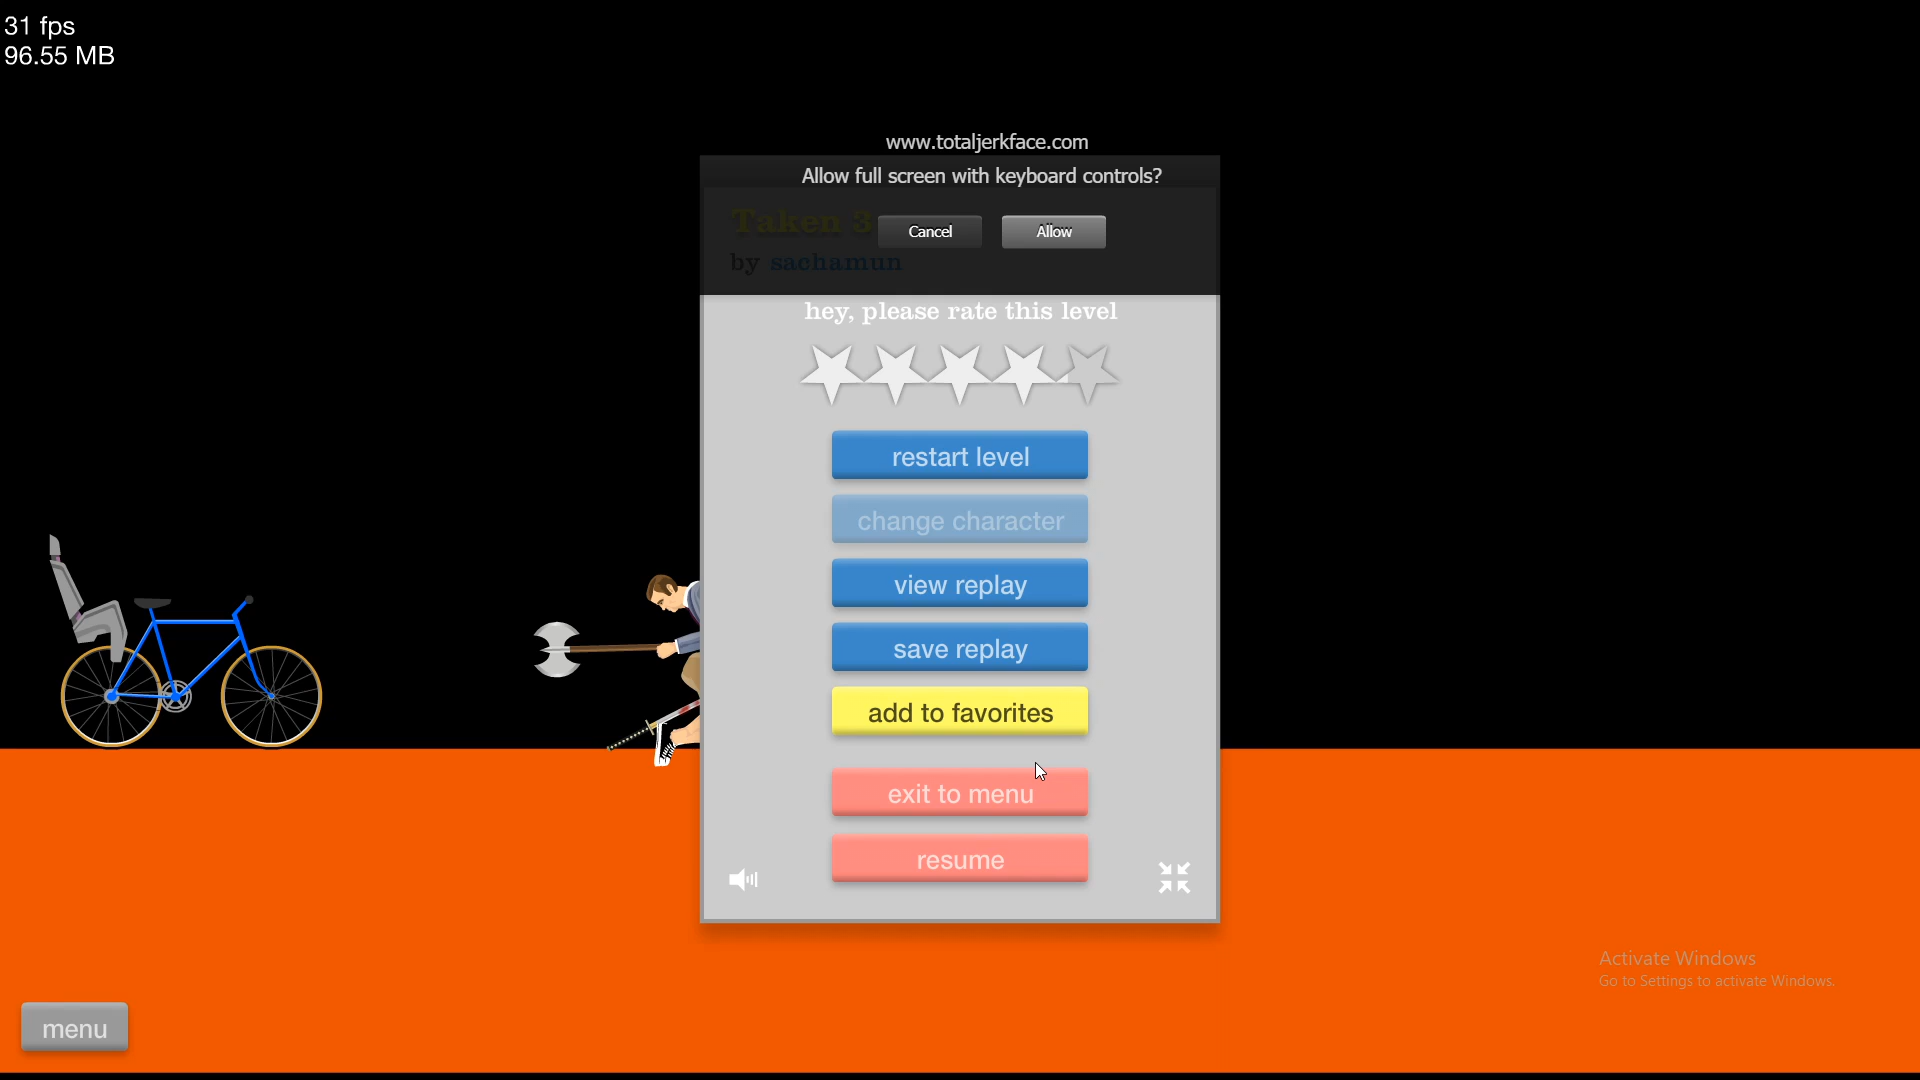 31 fps
96.55 MB
www.totaljerkface.com
Allow full screen with keyboard controls?
Taken 3
Cancel
Allow
by sachamun
hey, please rate this level
restart level
change character
view replay
save replay
add to favorites
exit to menu
resume
Activate Windows
Go to Settings to activate Windows.
menu